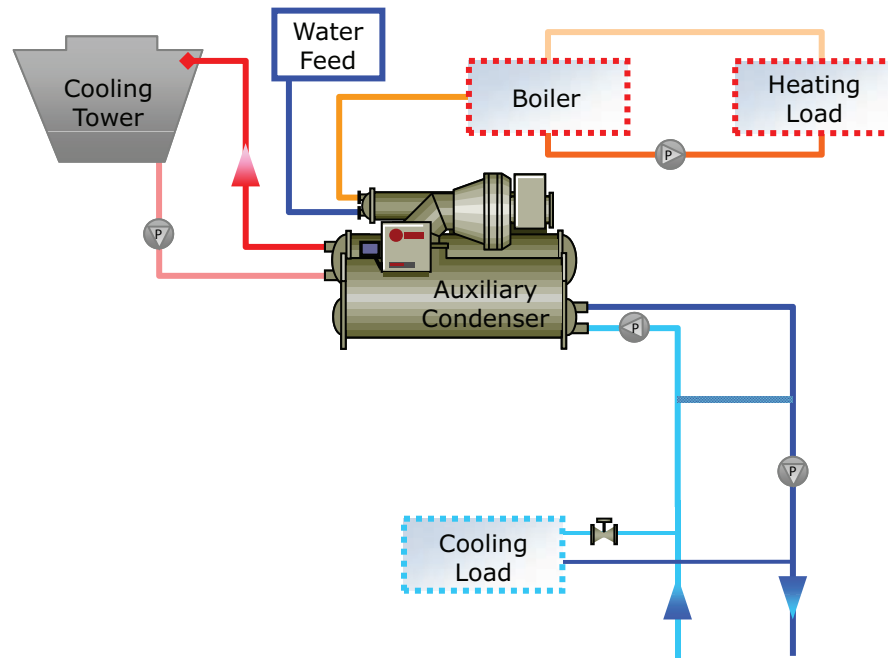 Water
Feed
Cooling
Tower
Boiler
Heating
Load
P
P
Auxiliary
Condenser
P
P
Cooling
Load